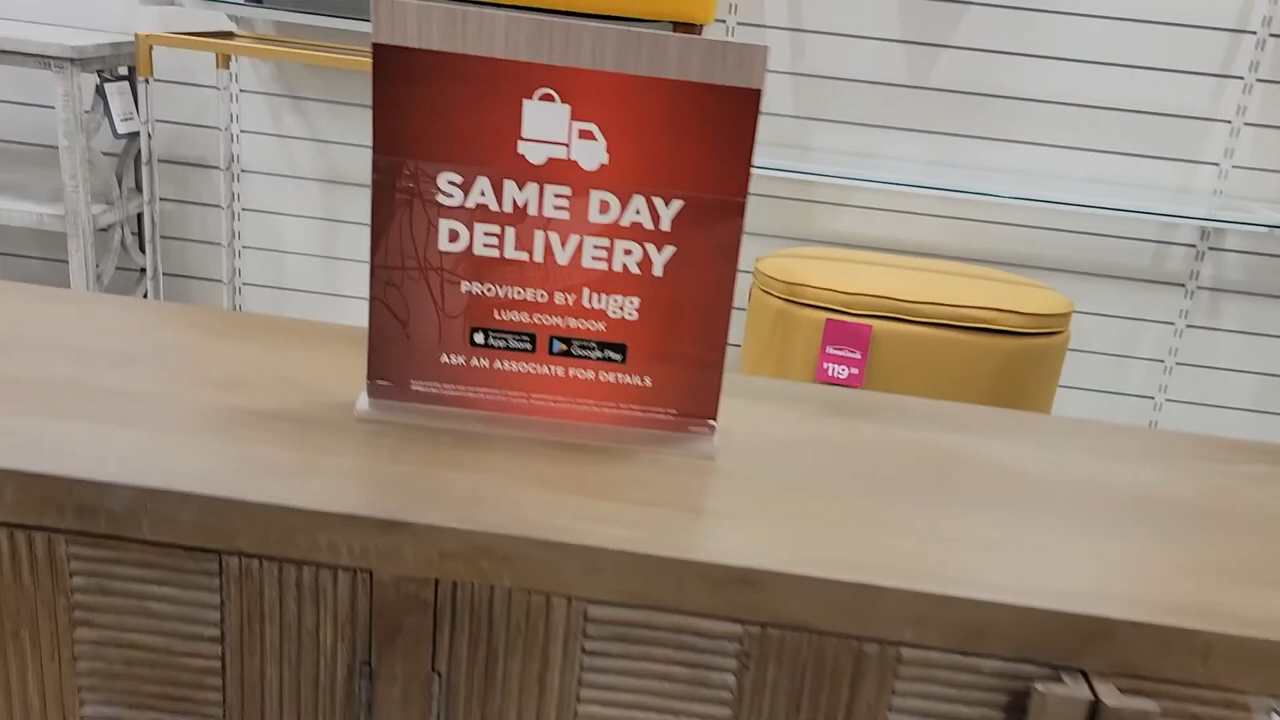 SAME DAY
DELIVERY
PROVIDED BY lugg
LUGG.COM/BOOK
App Store
Google Play
ASK AN ASSOCIATE FOR DETAILS
HomeGoods
$119